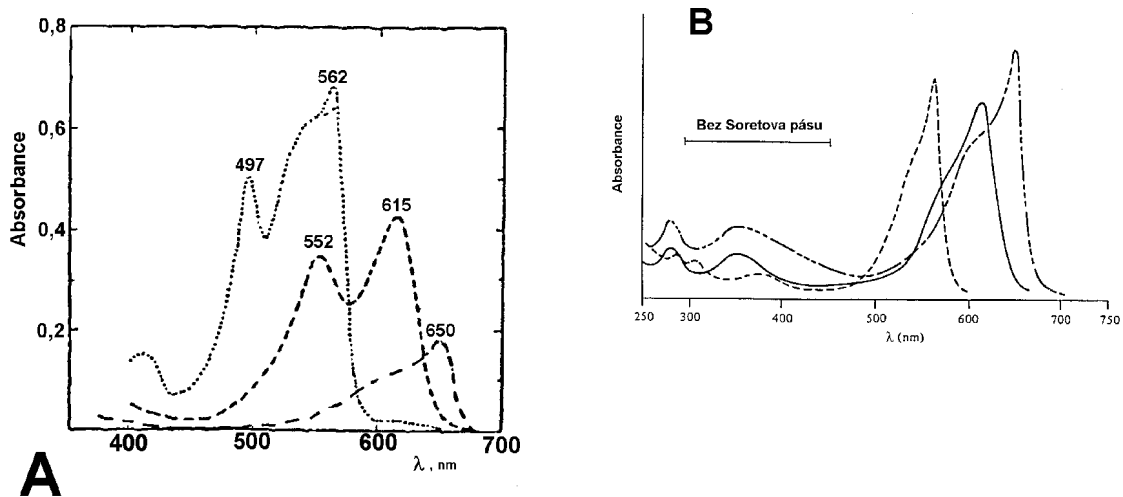 0,8
0,6
0,4
0,2
Absorbance
497
562
552
615
650
400 500 600 700
λ , nm
A
B
Bez Soretova pásu
Absorbance
250 300 400 500 600 700 750
λ (nm)